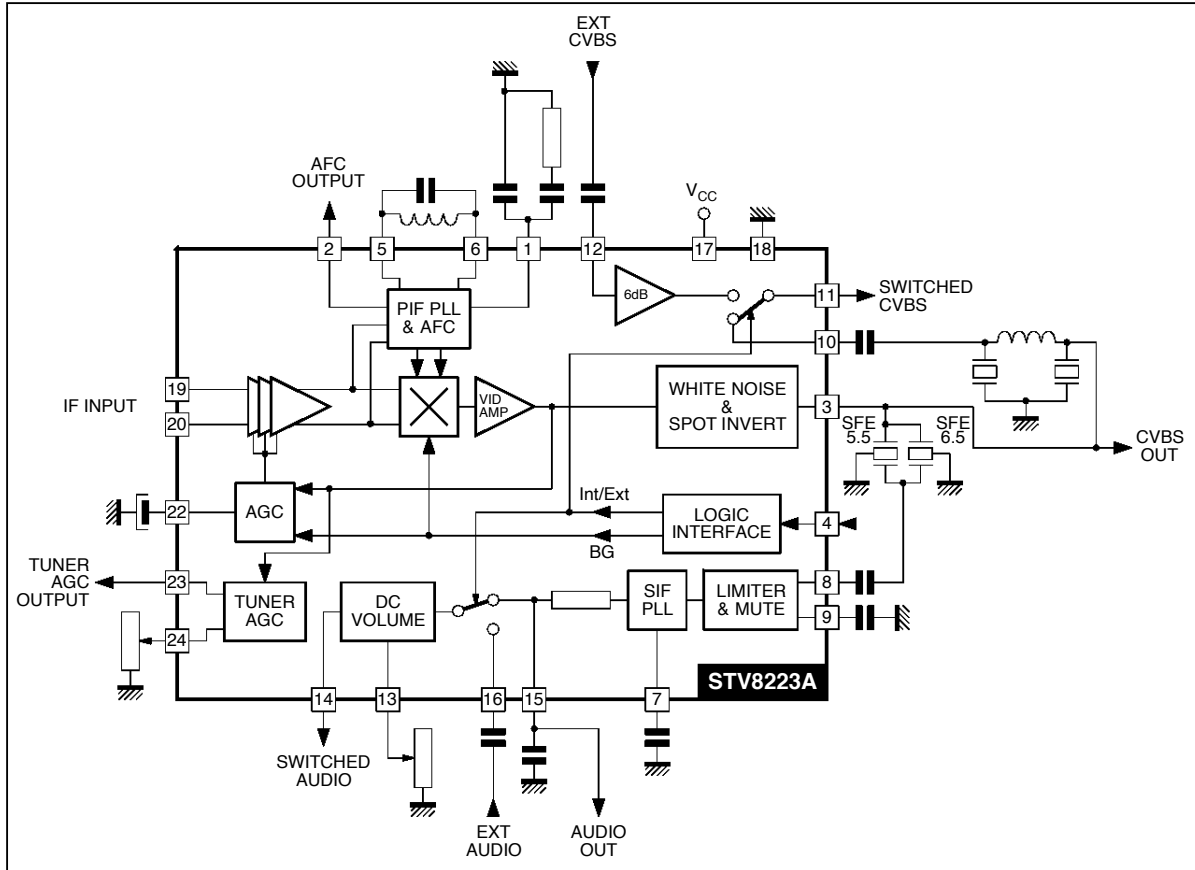 EXT
CVBS
AFC
OUTPUT
V_CC
2
5
6
1
12
17
18
PIF PLL
& AFC
6dB
11
SWITCHED
CVBS
10
19
IF INPUT
20
VID
AMP
WHITE NOISE
&
SPOT INVERT
3
SFE
5.5
SFE
6.5
CVBS
OUT
22
AGC
Int/Ext
BG
LOGIC
INTERFACE
4
TUNER
AGC
OUTPUT
23
TUNER
AGC
24
DC
VOLUME
SIF
PLL
LIMITER
& MUTE
8
9
STV8223A
14
13
16
15
7
SWITCHED
AUDIO
EXT
AUDIO
AUDIO
OUT